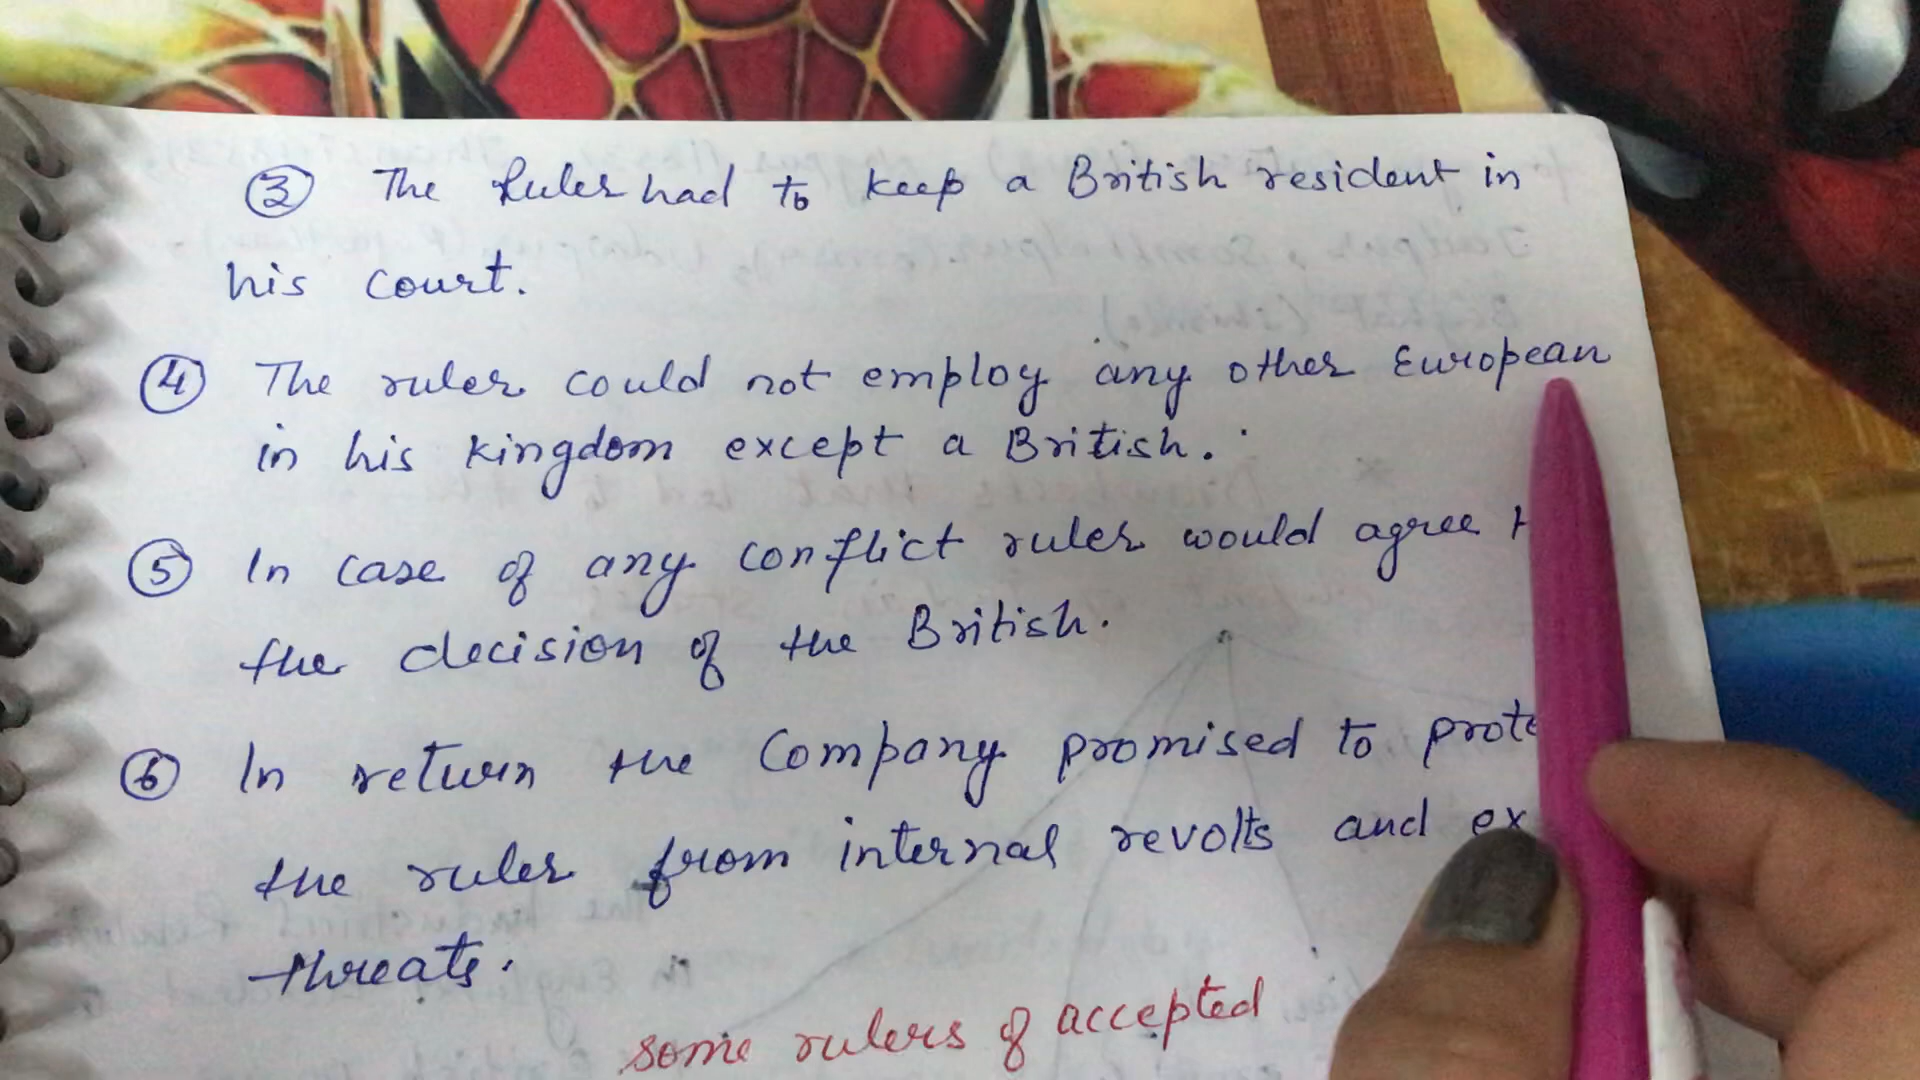 ③ The Ruler had to keep a British resident in
his court.
④ The ruler could not employ any other European
in his kingdom except a British.
⑤ In case of any conflict ruler would agree
the decision of the British.
⑥ In return the Company promised to prote
the ruler from internal revolts and ex
threats.
some rulers of accepted